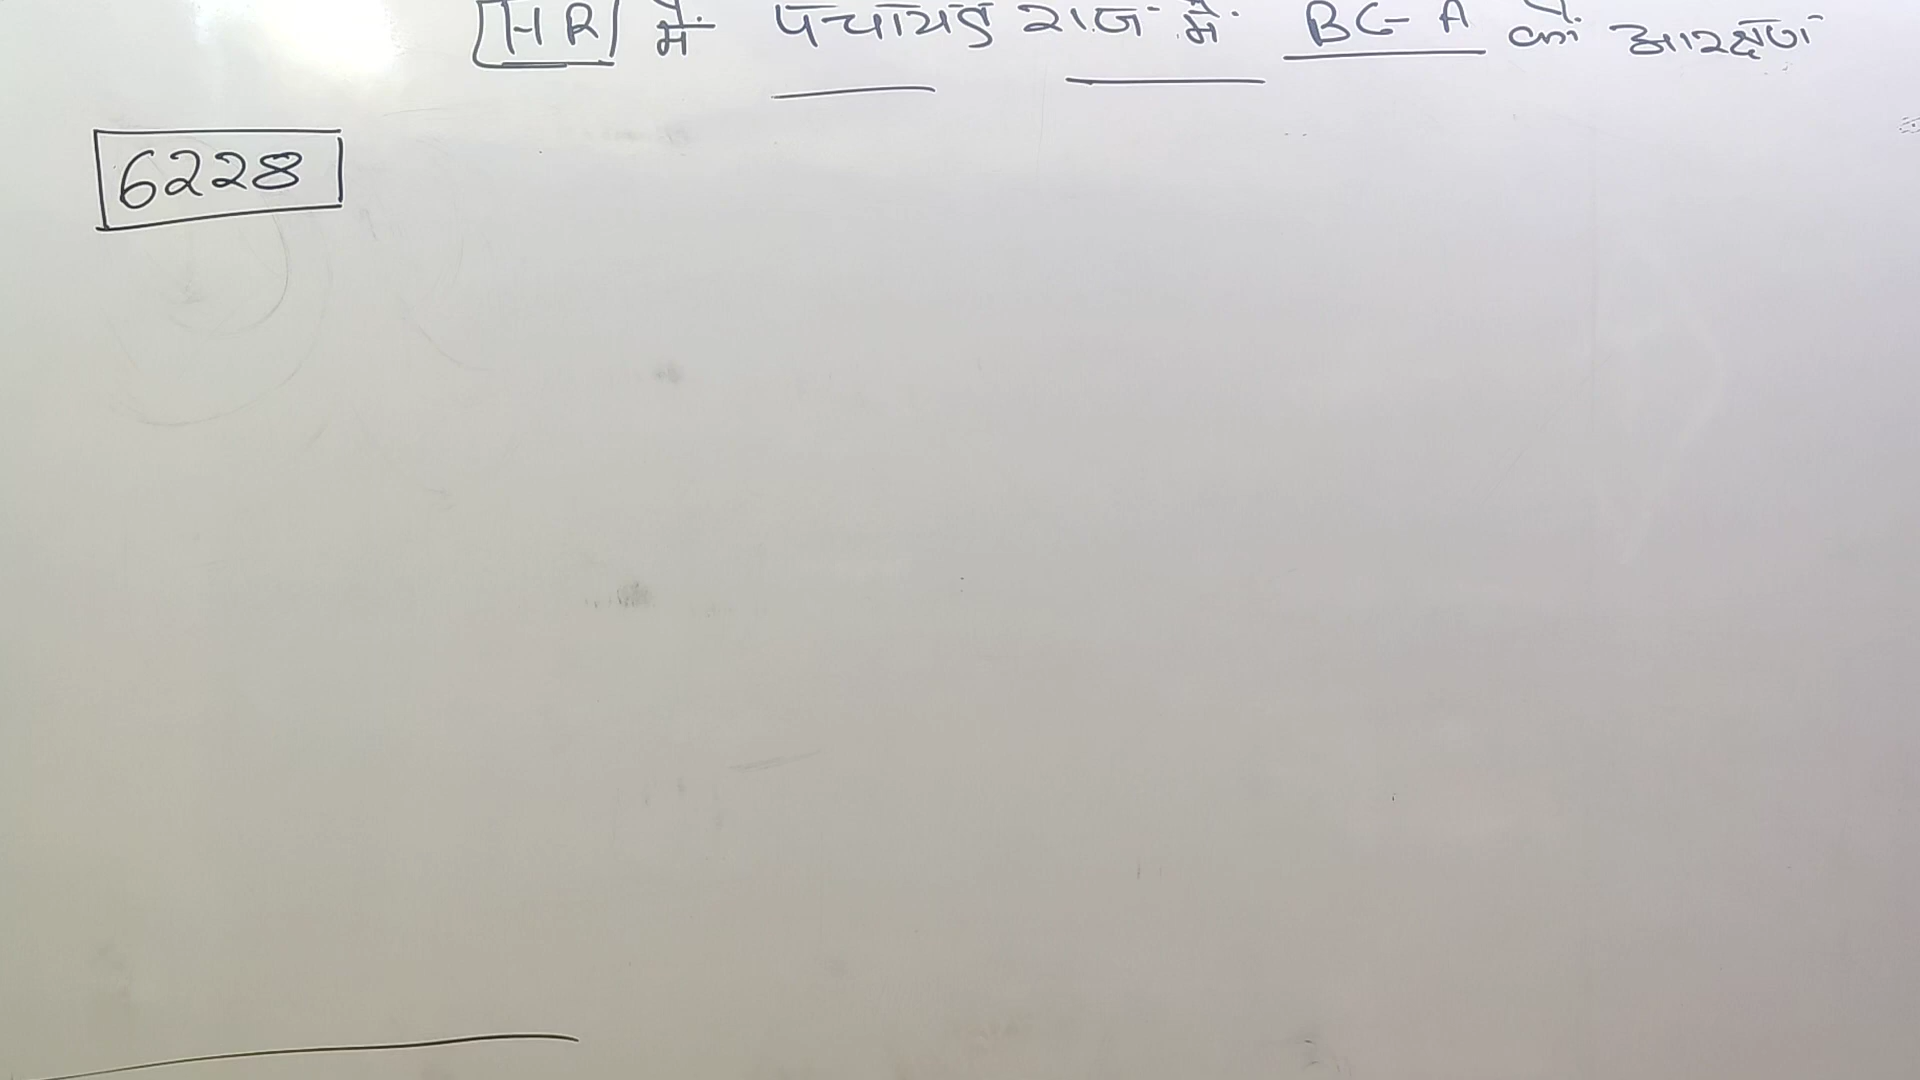 HR में पंचायत राज में BC-A को आरक्षण
6228